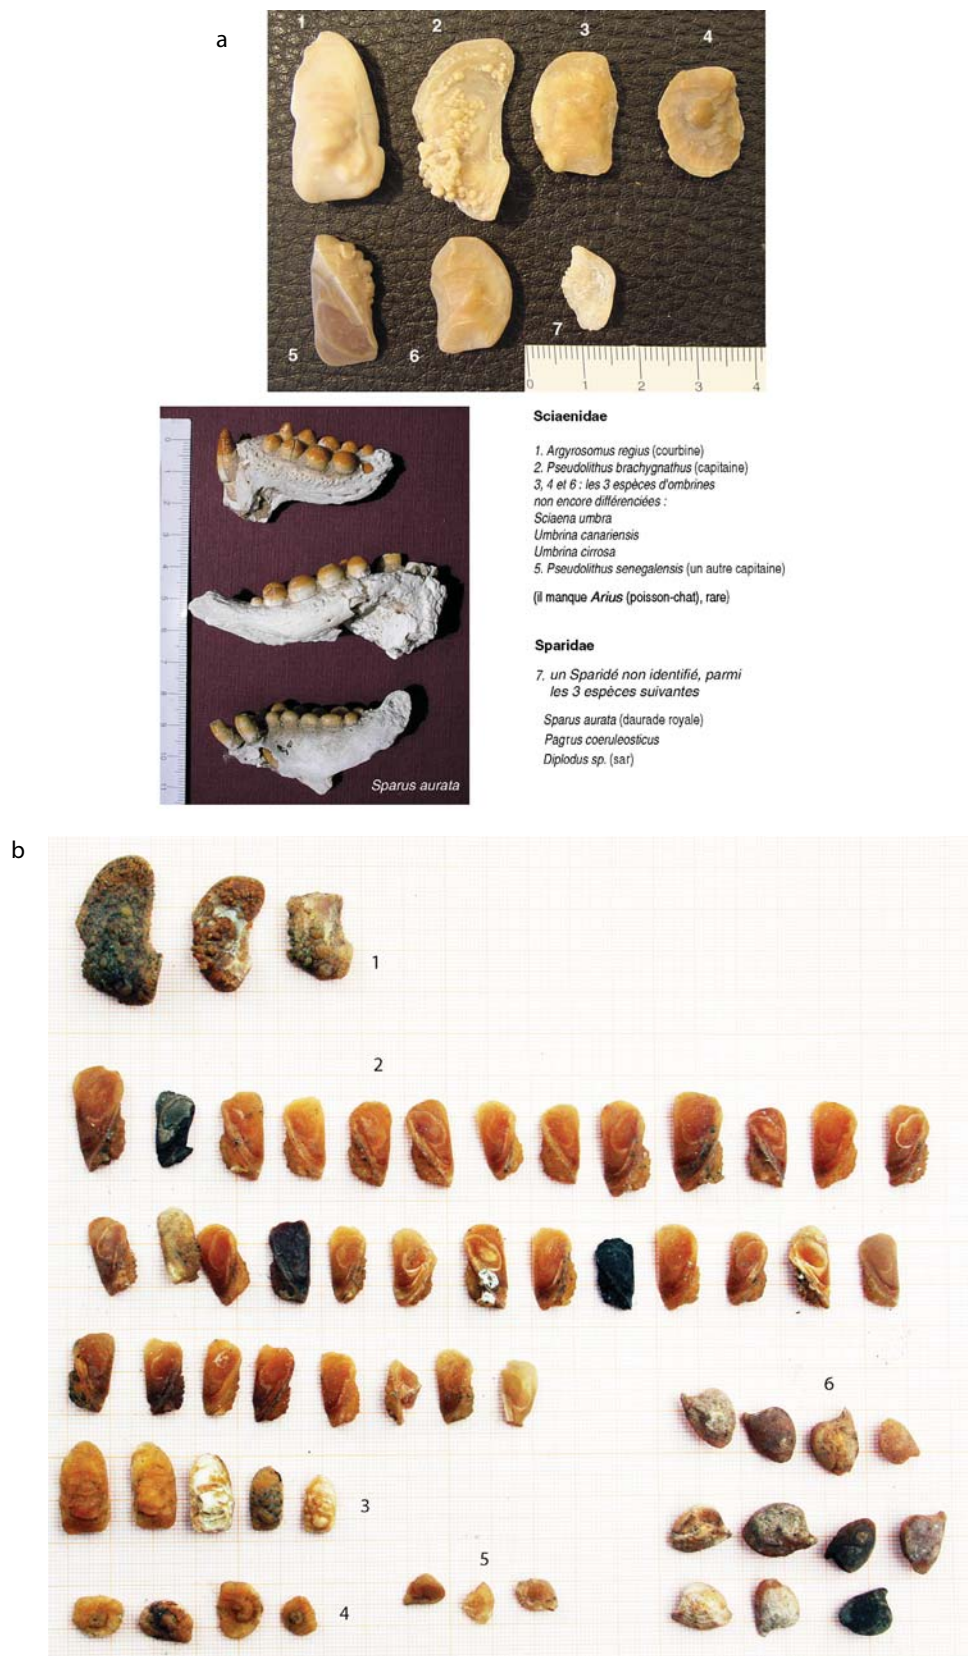 a
1
2
3
4
5
6
7
0 1 2 3 4
Sparus aurata
Sciaenidae
1. Argyrosomus regius (courbine)
2. Pseudolithus brachygnathus (capitaine)
3, 4 et 6 : les 3 espèces d'ombrines
non encore différenciées :
Sciaena umbra
Umbrina canariensis
Umbrina cirrosa
5. Pseudolithus senegalensis (un autre capitaine)
(il manque Arius (poisson-chat), rare)
Sparidae
7. un Sparidé non identifié, parmi
les 3 espèces suivantes
Sparus aurata (daurade royale)
Pagrus coeruleosticus
Diplodus sp. (sar)
b
1
2
6
3
5
4